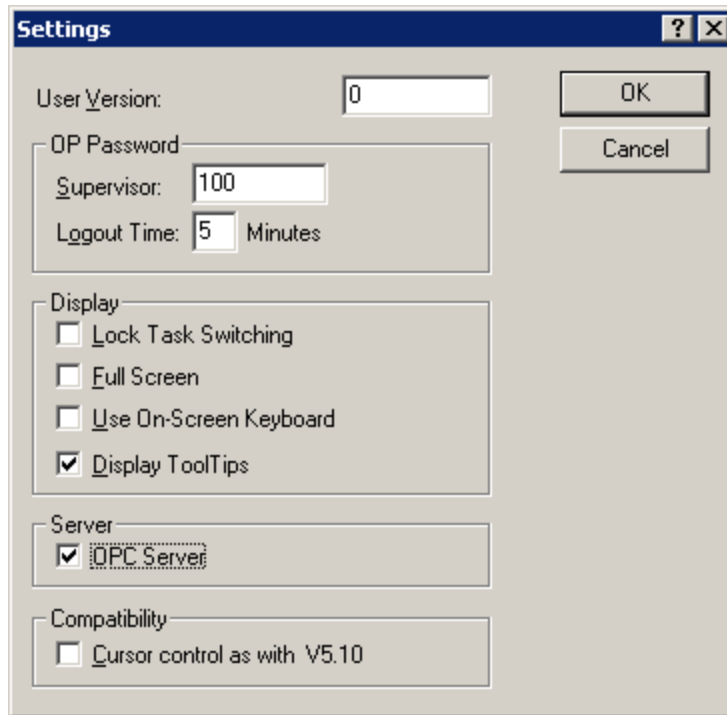 Settings
User Version: 0
OK
Cancel
OP Password
Supervisor: 100
Logout Time: 5 Minutes
Display
Lock Task Switching
Full Screen
Use On-Screen Keyboard
Display ToolTips
Server
OPC Server
Compatibility
Cursor control as with V5.10